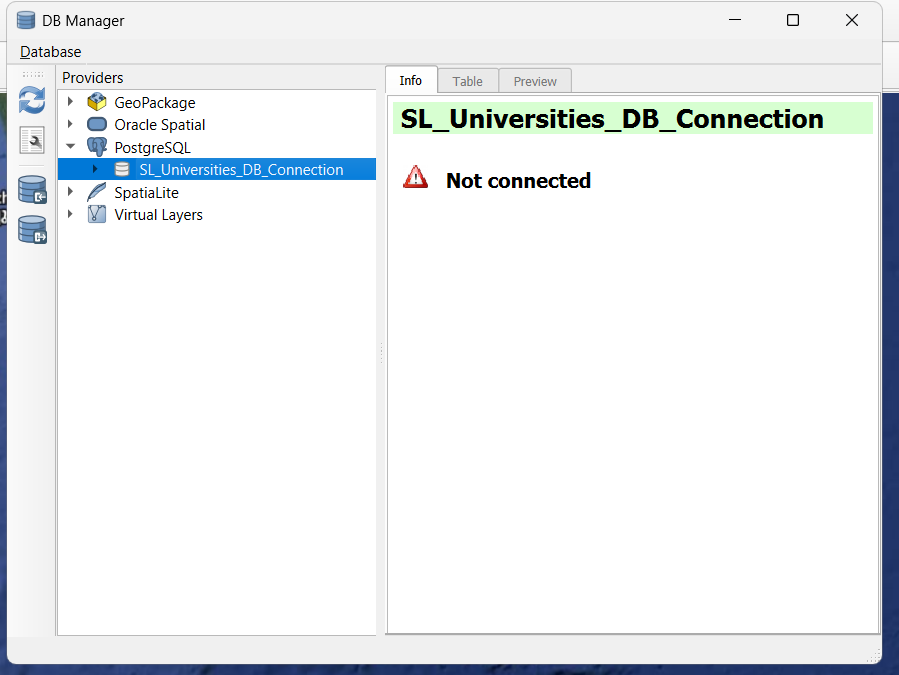 DB Manager
Database
Providers
GeoPackage
Oracle Spatial
PostgreSQL
SL_Universities_DB_Connection
SpatiaLite
Virtual Layers
Info Table Preview
SL_Universities_DB_Connection
Not connected